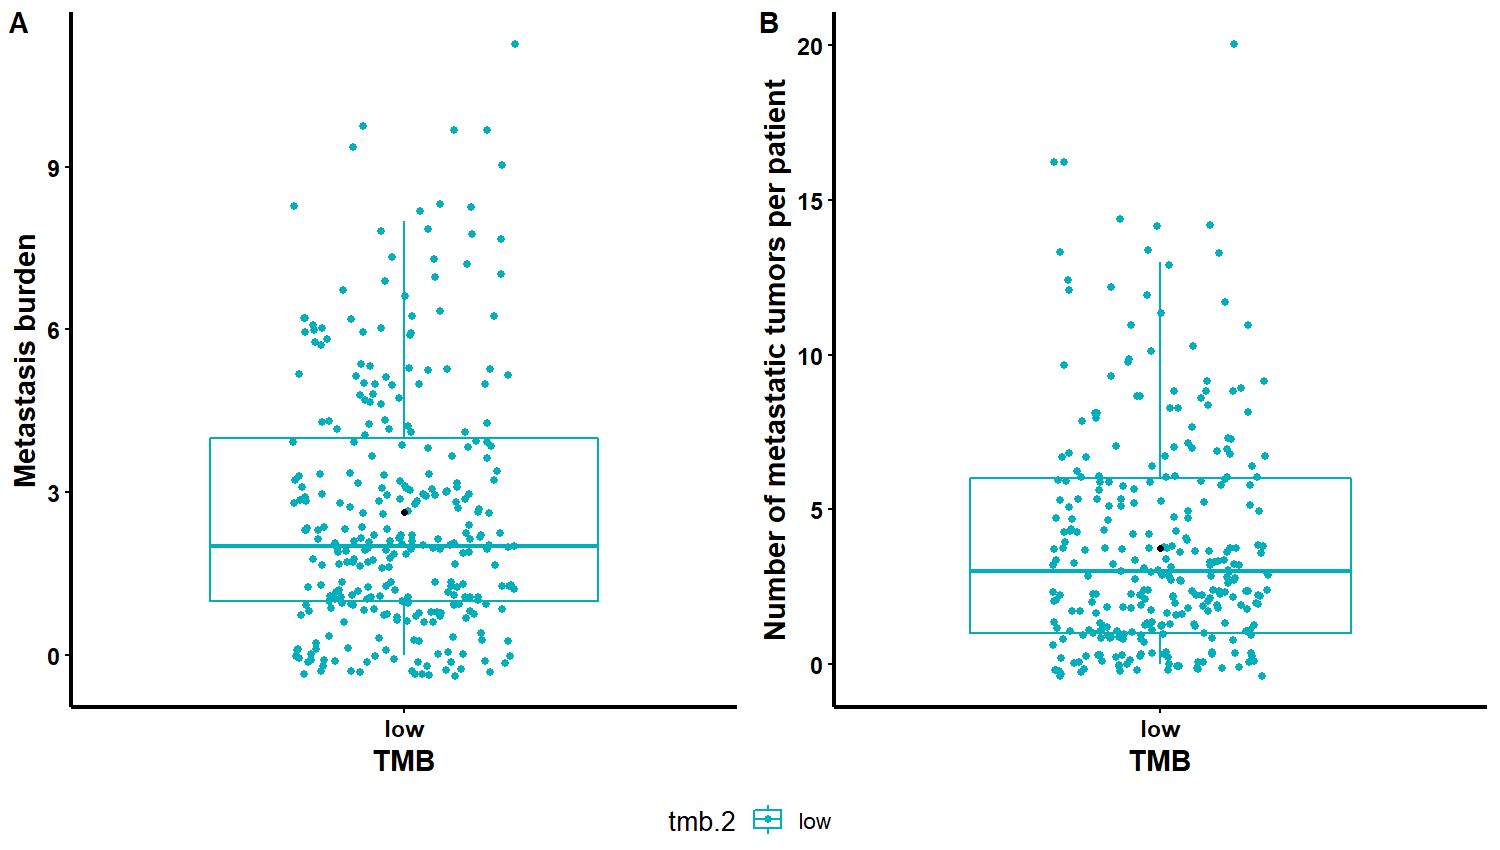 A
Metastasis burden
9
6
3
0
low
TMB
B
Number of metastatic tumors per patient
20
15
10
5
0
low
TMB
tmb.2 low